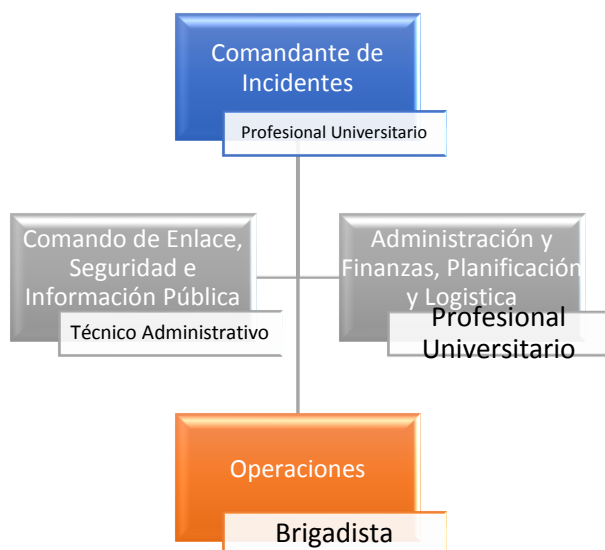 Comandante de
Incidentes
Profesional Universitario
Comando de Enlace,
Seguridad e
Información Pública
Técnico Administrativo
Administración y
Finanzas, Planificación
y Logistica
Profesional
Universitario
Operaciones
Brigadista